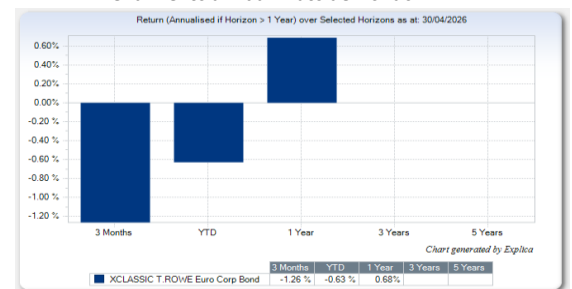 Return (Annualised if Horizon > 1 Year) over Selected Horizons as at: 30/04/2026
0.60%
0.40%
0.20%
0.00%
-0.20 %
-0.40 %
-0.60 %
-0.80 %
-1.00 %
-1.20 %
3 Months YTD 1 Year 3 Years 5 Years
Chart generated by Explica
3 Months YTD 1 Year 3 Years 5 Years
XCLASSIC T.ROWE Euro Corp Bond -1.26 % -0.63 % 0.68%